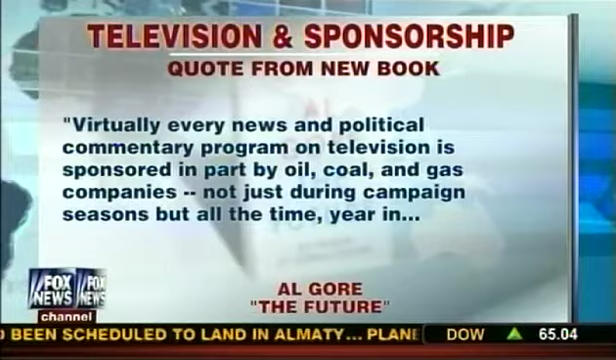 TELEVISION & SPONSORSHIP
QUOTE FROM NEW BOOK
"Virtually every news and political
commentary program on television is
sponsored in part by oil, coal, and gas
companies -- not just during campaign
seasons but all the time, year in...
AL GORE
"THE FUTURE"
FOX NEWS
FOX NEWS
channel
BEEN SCHEDULED TO LAND IN ALMATY... PLANE DOW 65.04